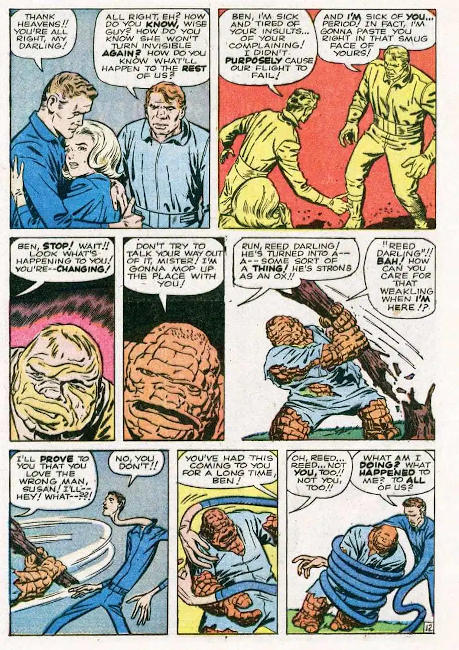 THANK
HEAVENS!!
YOU'RE ALL
RIGHT, MY
DARLING!
ALL RIGHT, EH? HOW
DO YOU KNOW, WISE
GUY? HOW DO YOU
KNOW SHE WON'T
TURN INVISIBLE
AGAIN? HOW DO YOU
KNOW WHAT'LL
HAPPEN TO THE REST
OF US?
BEN, I'M SICK
AND TIRED OF
YOUR INSULTS...
OF YOUR
COMPLAINING!
I DIDN'T
PURPOSELY CAUSE
OUR FLIGHT TO
FAIL!
AND I'M SICK OF YOU...
PERIOD! IN FACT, I'M
GONNA PASTE YOU
RIGHT IN THAT SMUG
FACE OF
YOURS!
BEN, STOP! WAIT!!
LOOK WHAT'S
HAPPENING TO YOU!
YOU'RE--CHANGING!
DON'T TRY TO
TALK YOUR WAY OUT
OF IT, MISTER! I'M
GONNA MOP UP
THE PLACE WITH
YOU!
RUN, REED DARLING!
HE'S TURNED INTO A--
A--SOME SORT OF
A THING! HE'S STRONG
AS AN OX!!
"REED
DARLING"!!
BAH! HOW
CAN YOU
CARE FOR
THAT
WEAKLING
WHEN I'M
HERE!?
I'LL PROVE TO
YOU THAT YOU
LOVE THE
WRONG MAN,
SUSAN! I'LL--
HEY! WHAT--??!
NO, YOU
DON'T!!
YOU'VE HAD THIS
COMING TO YOU
FOR A LONG TIME,
BEN!
OH, REED...
REED...NOT
YOU, TOO!!
NOT YOU,
TOO!!
WHAT AM I
DOING? WHAT
HAPPENED TO
ME? TO ALL
OF US?
12